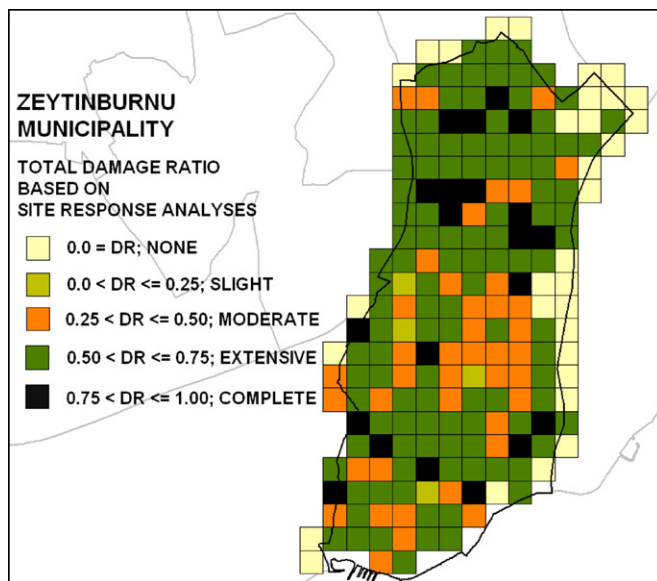 ZEYTINBURNU
MUNICIPALITY
TOTAL DAMAGE RATIO
BASED ON
SITE RESPONSE ANALYSES
0.0 = DR; NONE
0.0 < DR <= 0.25; SLIGHT
0.25 < DR <= 0.50; MODERATE
0.50 < DR <= 0.75; EXTENSIVE
0.75 < DR <= 1.00; COMPLETE